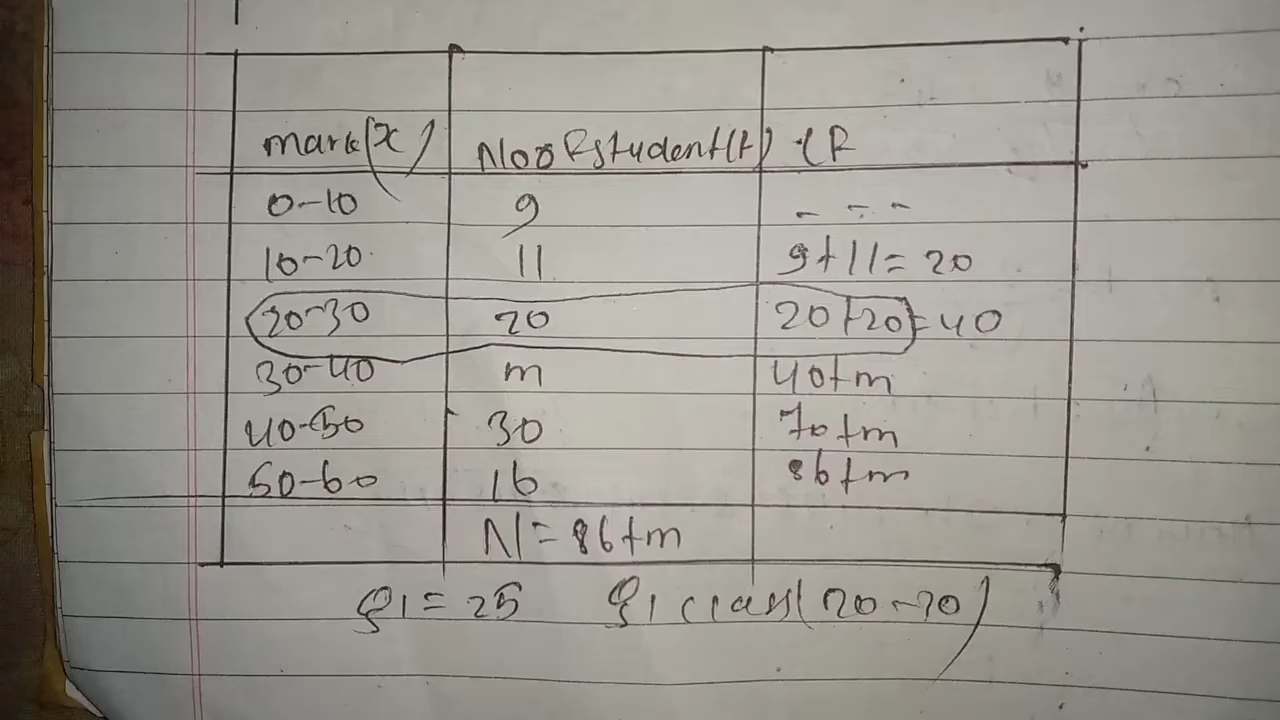 mark(x) No of student(f) cf
0-10 9 - - -
10-20 11 9+11=20
20-30 20 20+20=40
30-40 m 40+m
40-50 30 70+m
50-60 16 86+m
N=86+m
Q1=25 Q1 class(20-30)